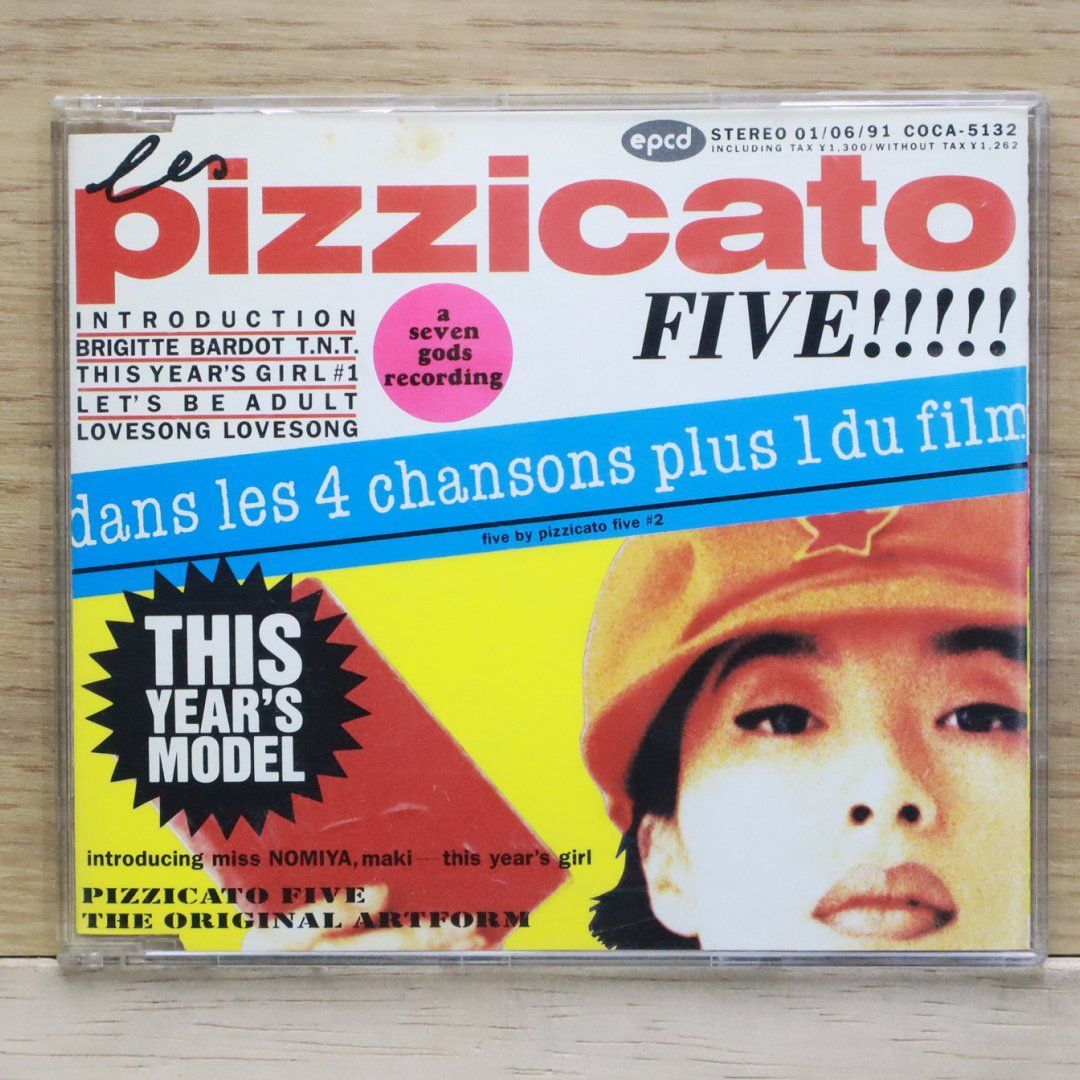 les
epcd
STEREO 01/06/91 COCA-5132
INCLUDING TAX ¥1,300/WITHOUT TAX ¥1,262
pizzicato
FIVE!!!!!
INTRODUCTION
BRIGITTE BARDOT T.N.T.
THIS YEAR'S GIRL #1
LET'S BE ADULT
LOVESONG LOVESONG
a
seven
gods
recording
dans les 4 chansons plus 1 du film
five by pizzicato five #2
THIS
YEAR'S
MODEL
introducing miss NOMIYA, maki — this year's girl
PIZZICATO FIVE
THE ORIGINAL ARTFORM